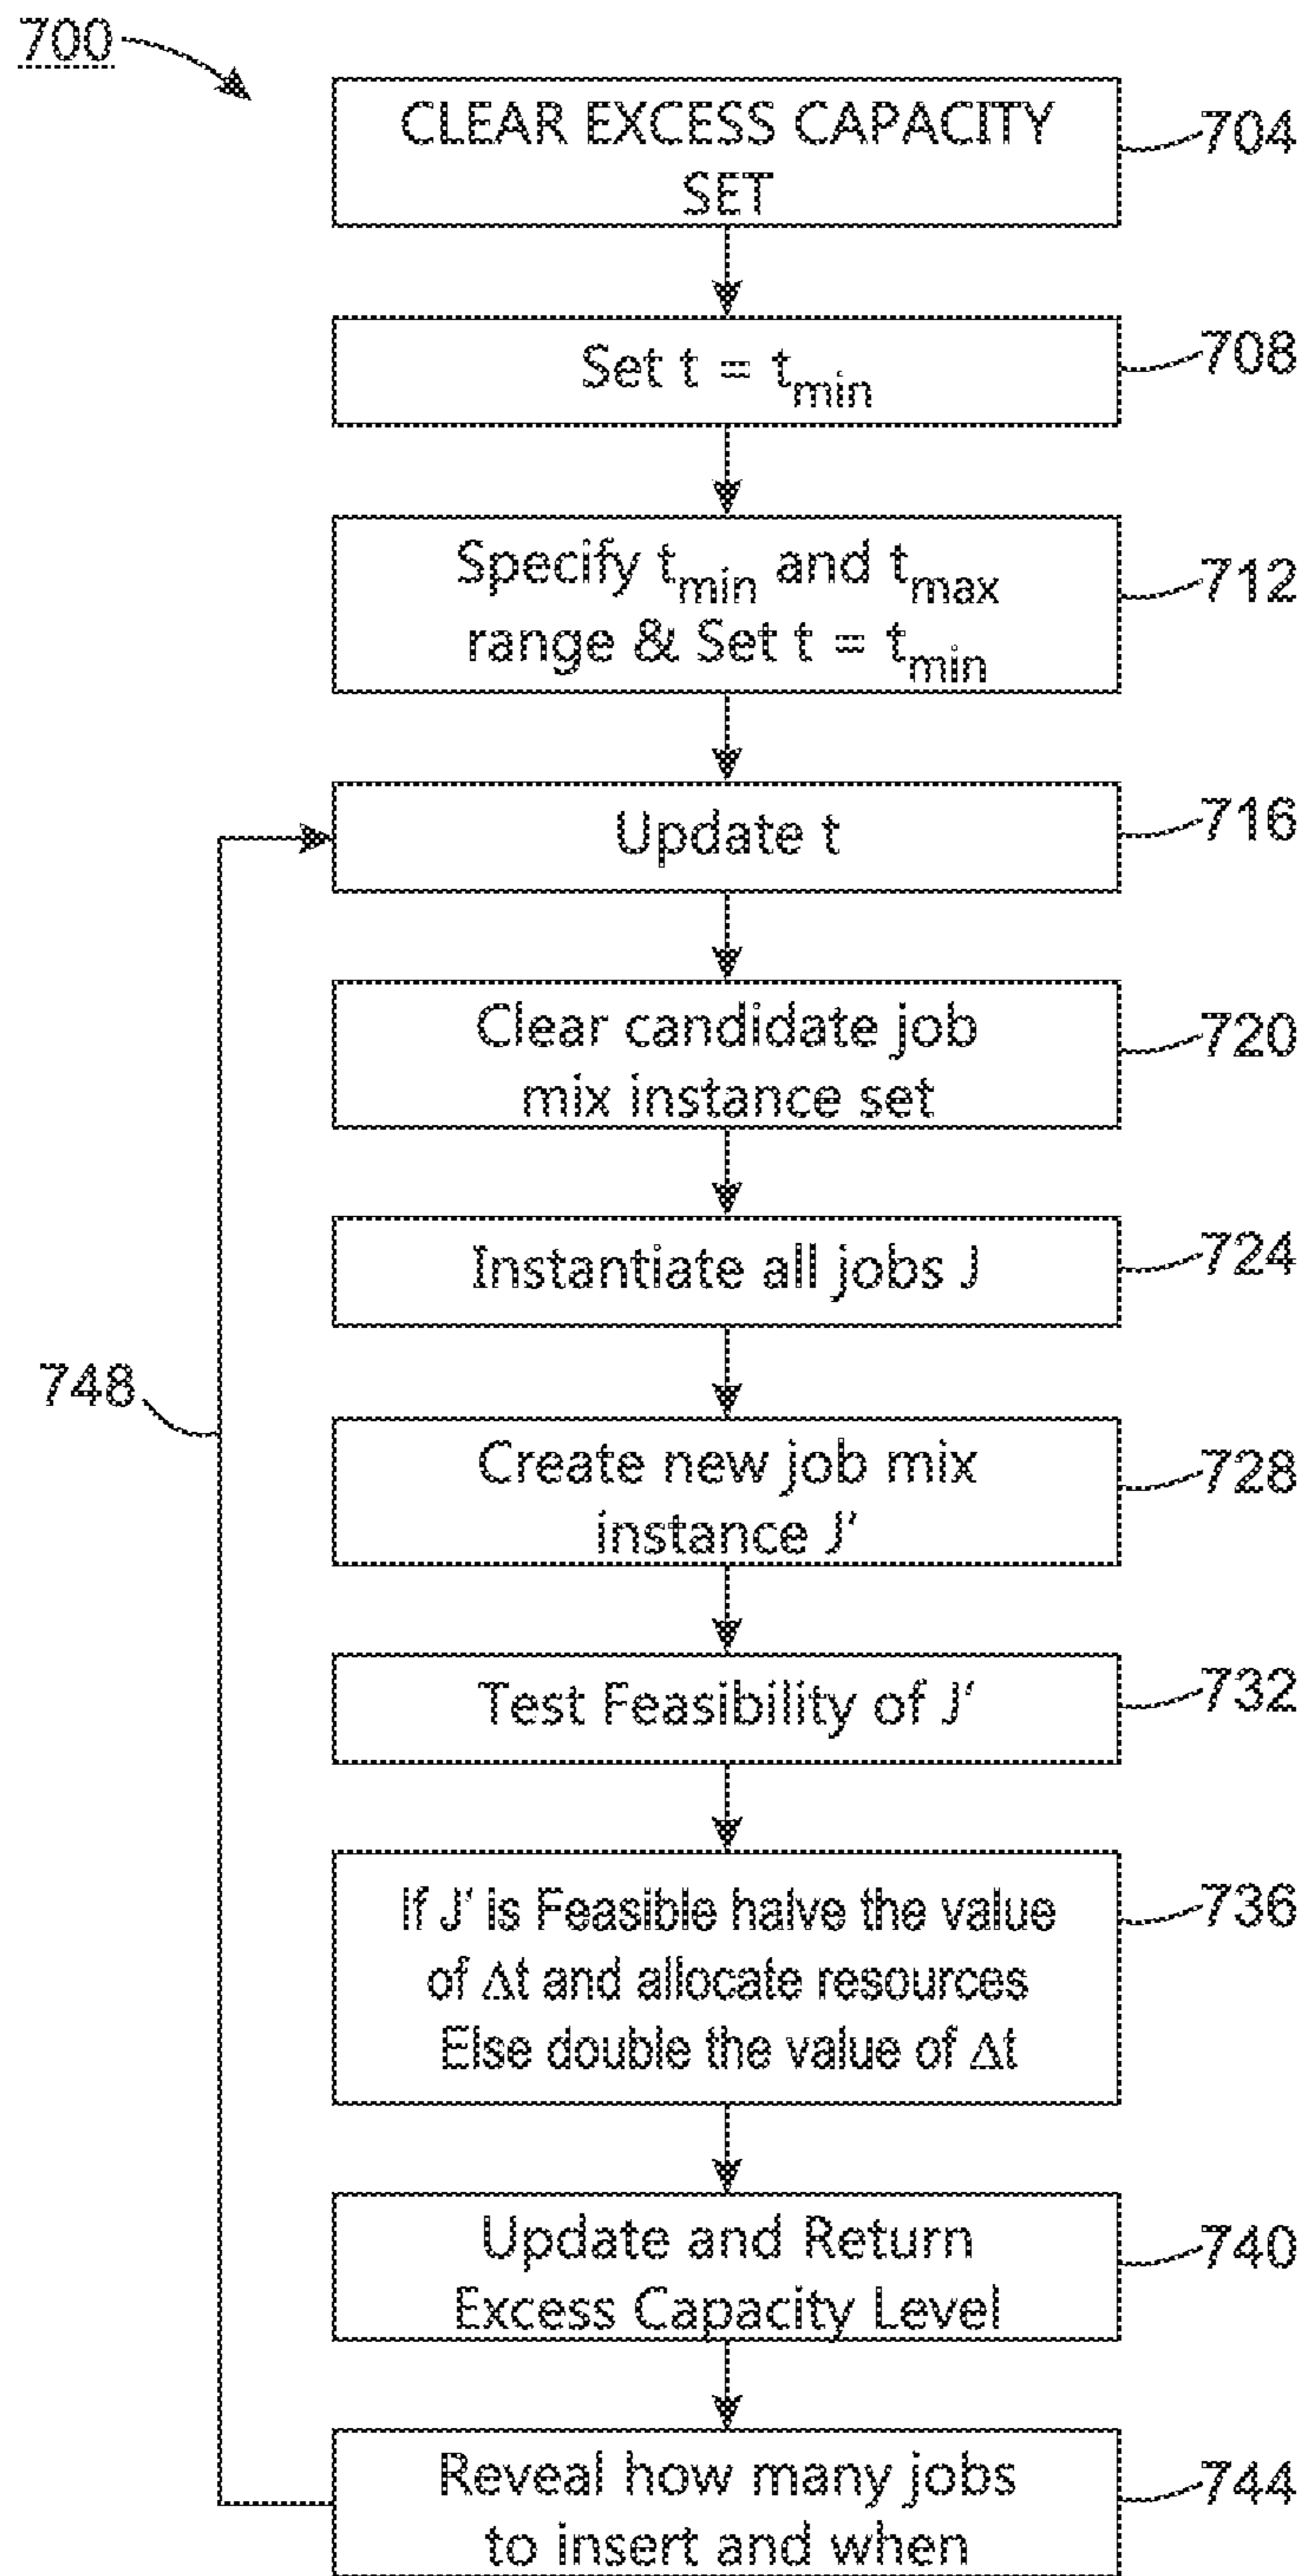 700
CLEAR EXCESS CAPACITY
SET
704
Set t = tmin
708
Specify tmin and tmax
range & Set t = tmin
712
Update t
716
Clear candidate job
mix instance set
720
Instantiate all jobs J
724
748
Create new job mix
instance J'
728
Test Feasibility of J'
732
If J' is Feasible halve the value
of Δt and allocate resources
Else double the value of Δt
736
Update and Return
Excess Capacity Level
740
Reveal how many jobs
to insert and when
744